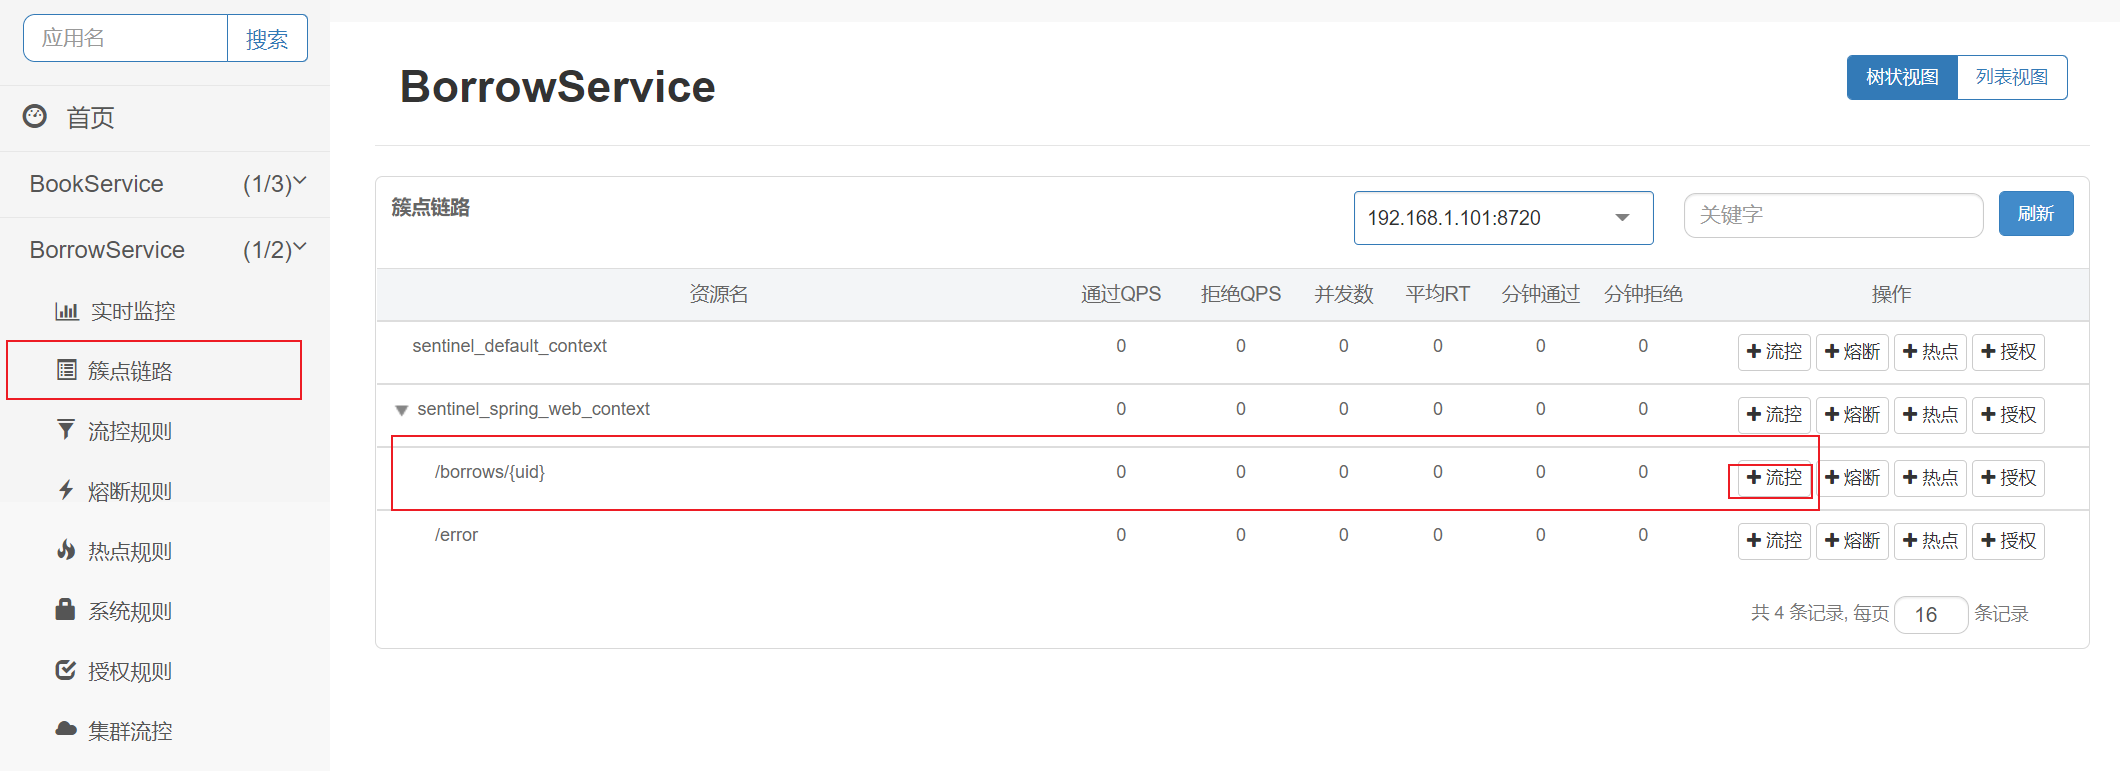 应用名 搜索
首页
BookService (1/3)
BorrowService (1/2)
实时监控
簇点链路
流控规则
熔断规则
热点规则
系统规则
授权规则
集群流控
BorrowService
树状视图 列表视图
簇点链路 192.168.1.101:8720 关键字 刷新
资源名 通过QPS 拒绝QPS 并发数 平均RT 分钟通过 分钟拒绝 操作
sentinel_default_context 0 0 0 0 0 0 流控 熔断 热点 授权
sentinel_spring_web_context 0 0 0 0 0 0 流控 熔断 热点 授权
/borrows/{uid} 0 0 0 0 0 0 流控 熔断 热点 授权
/error 0 0 0 0 0 0 流控 熔断 热点 授权
共 4 条记录, 每页 16 条记录